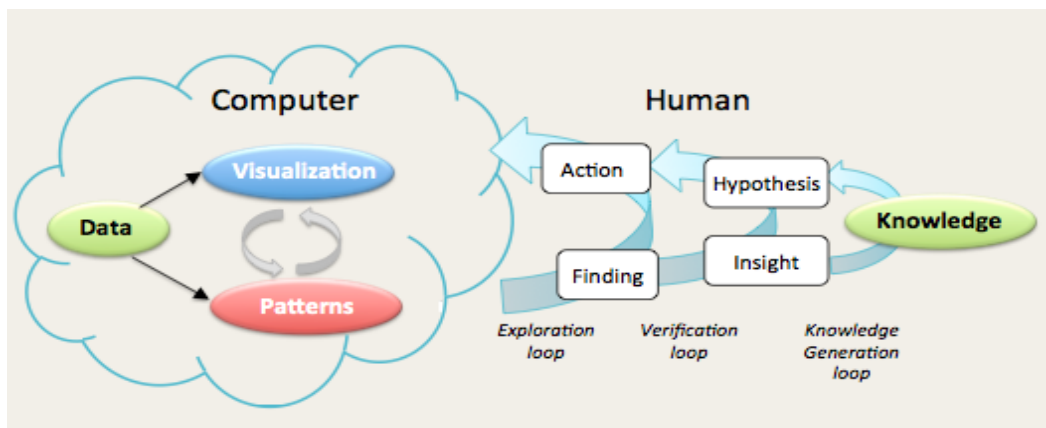 Computer
Human
Visualization
Action
Hypothesis
Data
Knowledge
Finding
Insight
Patterns
Exploration
loop
Verification
loop
Knowledge
Generation
loop